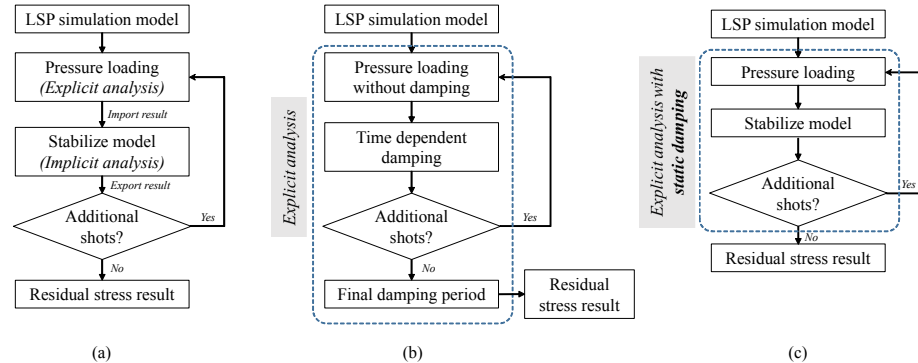 LSP simulation model
Pressure loading
(Explicit analysis)
Import result
Stabilize model
(Implicit analysis)
Export result
Additional
shots?
Yes
No
Residual stress result
(a)
LSP simulation model
Explicit analysis
Pressure loading
without damping
Time dependent
damping
Additional
shots?
Yes
No
Final damping period
Residual
stress result
(b)
LSP simulation model
Explicit analysis with
static damping
Pressure loading
Stabilize model
Additional
shots?
Yes
No
Residual stress result
(c)